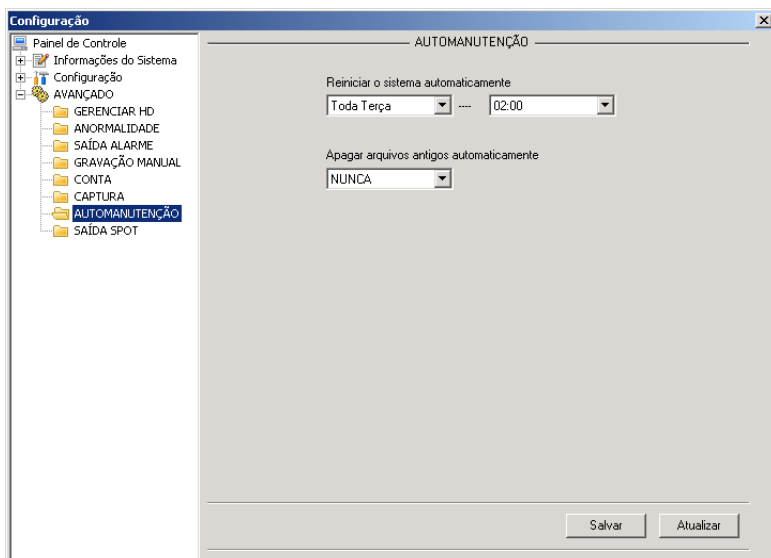 Configuração
Painel de Controle
Informações do Sistema
Configuração
AVANÇADO
GERENCIAR HD
ANORMALIDADE
SAÍDA ALARME
GRAVAÇÃO MANUAL
CONTA
CAPTURA
AUTOMANUTENÇÃO
SAÍDA SPOT
AUTOMANUTENÇÃO
Reiniciar o sistema automaticamente
Toda Terça ---- 02:00
Apagar arquivos antigos automaticamente
NUNCA
Salvar Atualizar